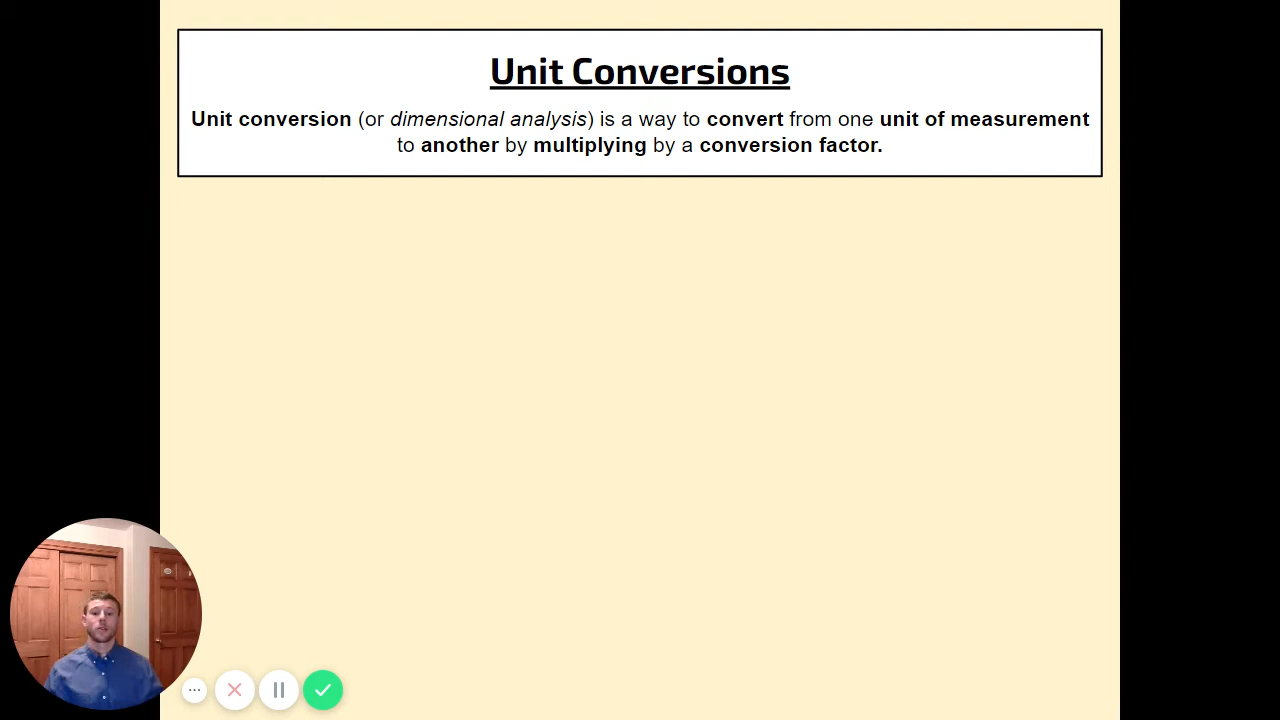 Unit Conversions
Unit conversion (or dimensional analysis) is a way to convert from one unit of measurement
to another by multiplying by a conversion factor.